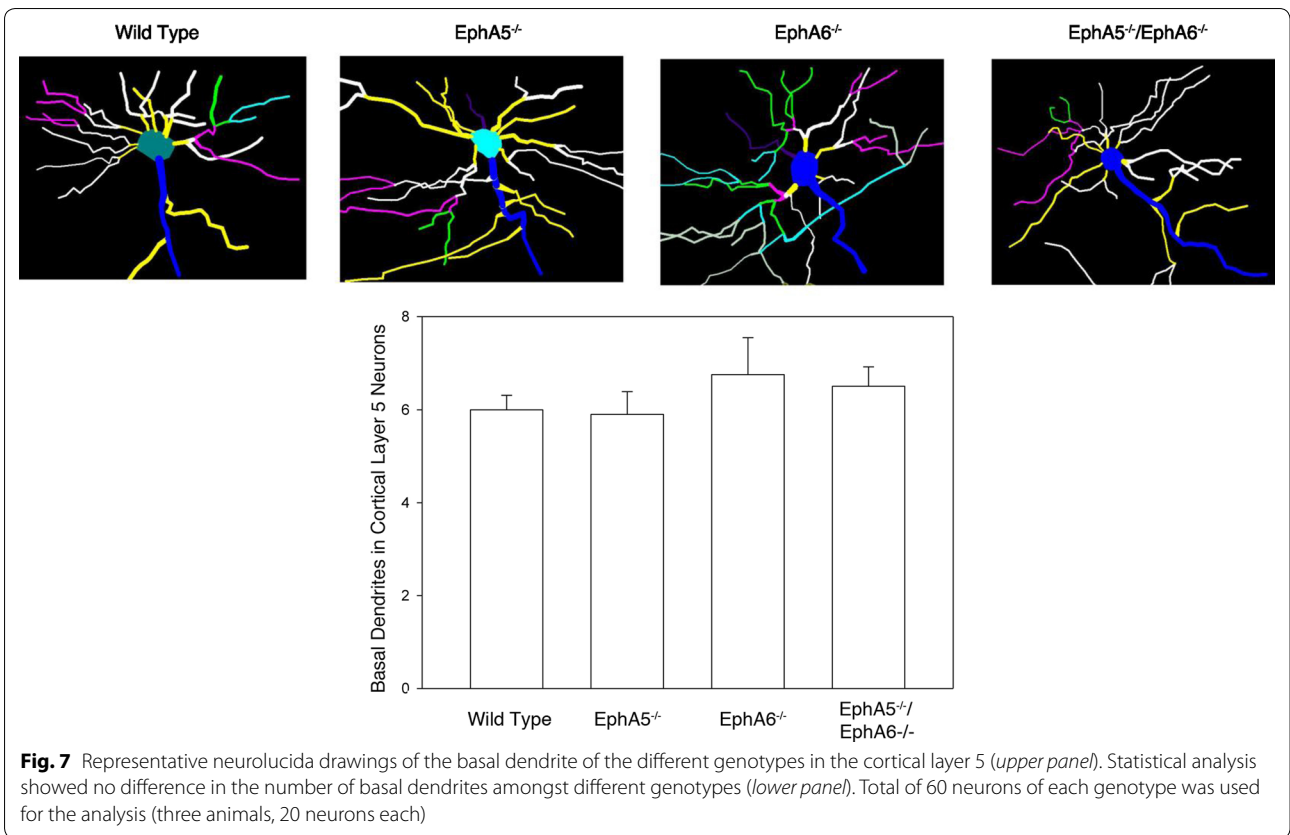 Wild Type
EphA5-/-
EphA6-/-
EphA5-/-/EphA6-/-
Basal Dendrites in Cortical Layer 5 Neurons
8
6
4
2
0
Wild Type
EphA5-/-
EphA6-/-
EphA5-/-/
EphA6-/-
Fig. 7 Representative neurolucida drawings of the basal dendrite of the different genotypes in the cortical layer 5 (upper panel). Statistical analysis
showed no difference in the number of basal dendrites amongst different genotypes (lower panel). Total of 60 neurons of each genotype was used
for the analysis (three animals, 20 neurons each)